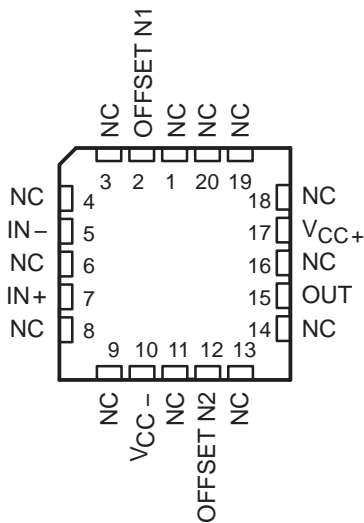 NC
OFFSET N1
NC
NC
NC
3
2
1
20
19
NC
4
18
NC
IN−
5
17
VCC+
NC
6
16
NC
IN+
7
15
OUT
NC
8
14
NC
9
10
11
12
13
NC
VCC−
NC
OFFSET N2
NC